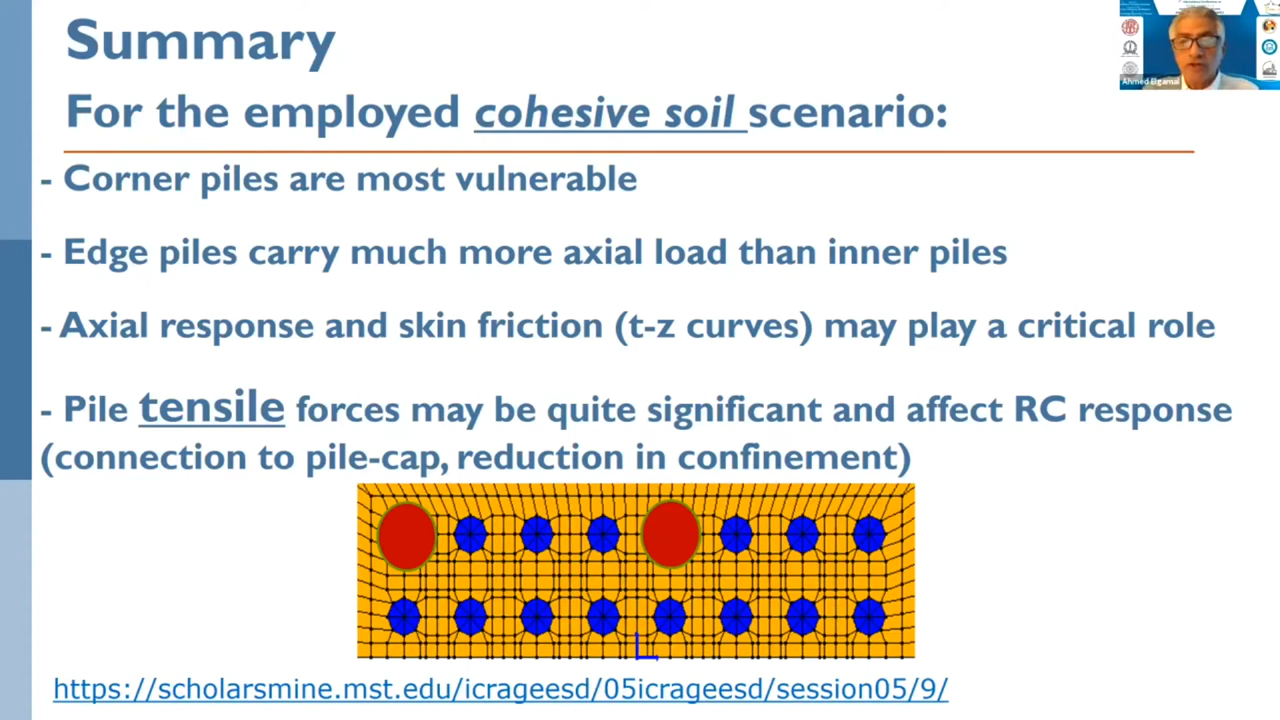 Summary
For the employed cohesive soil scenario:
- Corner piles are most vulnerable
- Edge piles carry much more axial load than inner piles
- Axial response and skin friction (t-z curves) may play a critical role
- Pile tensile forces may be quite significant and affect RC response
(connection to pile-cap, reduction in confinement)
https://scholarsmine.mst.edu/icrageesd/05icrageesd/session05/9/
Ahmed Elgamal